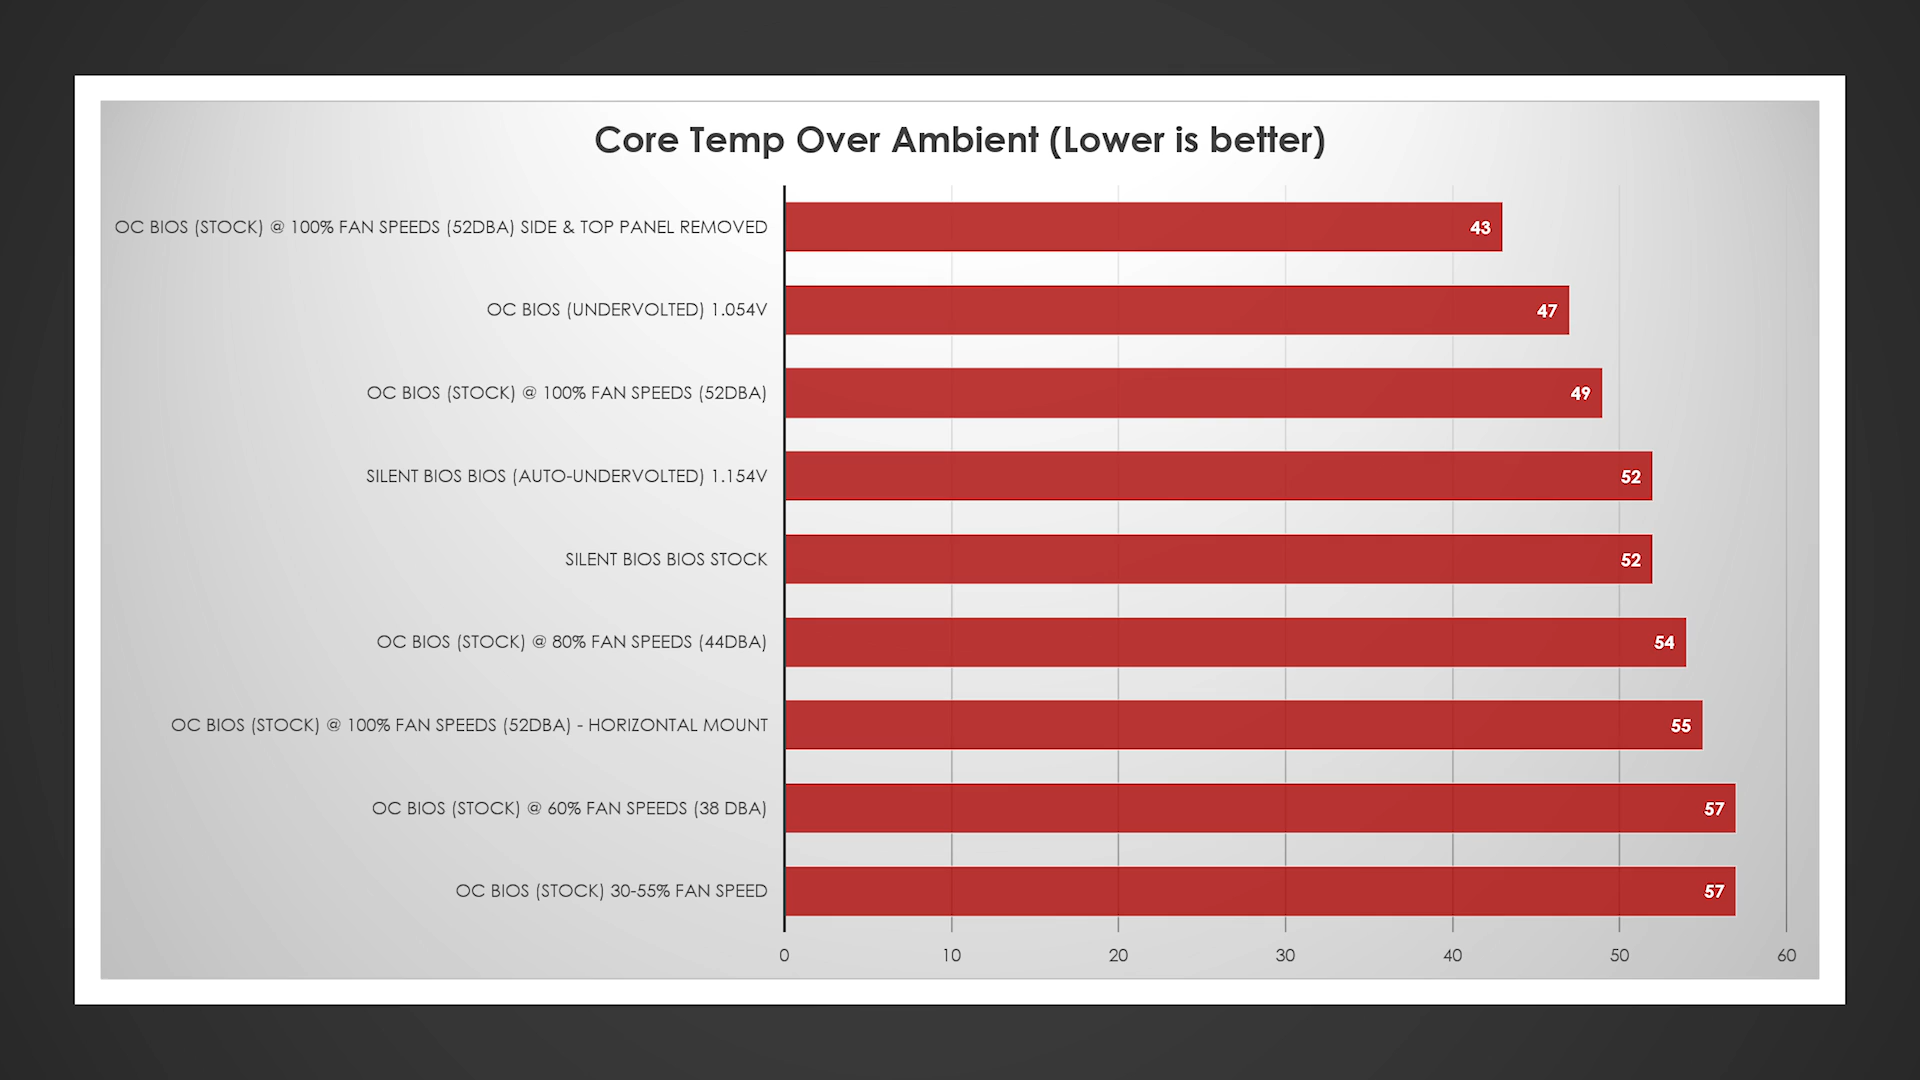 Core Temp Over Ambient (Lower is better)
OC BIOS (STOCK) @ 100% FAN SPEEDS (52DBA) SIDE & TOP PANEL REMOVED
43
OC BIOS (UNDERVOLTED) 1.054V
47
OC BIOS (STOCK) @ 100% FAN SPEEDS (52DBA)
49
SILENT BIOS BIOS (AUTO-UNDERVOLTED) 1.154V
52
SILENT BIOS BIOS STOCK
52
OC BIOS (STOCK) @ 80% FAN SPEEDS (44DBA)
54
OC BIOS (STOCK) @ 100% FAN SPEEDS (52DBA) - HORIZONTAL MOUNT
55
OC BIOS (STOCK) @ 60% FAN SPEEDS (38 DBA)
57
OC BIOS (STOCK) 30-55% FAN SPEED
57
0 10 20 30 40 50 60